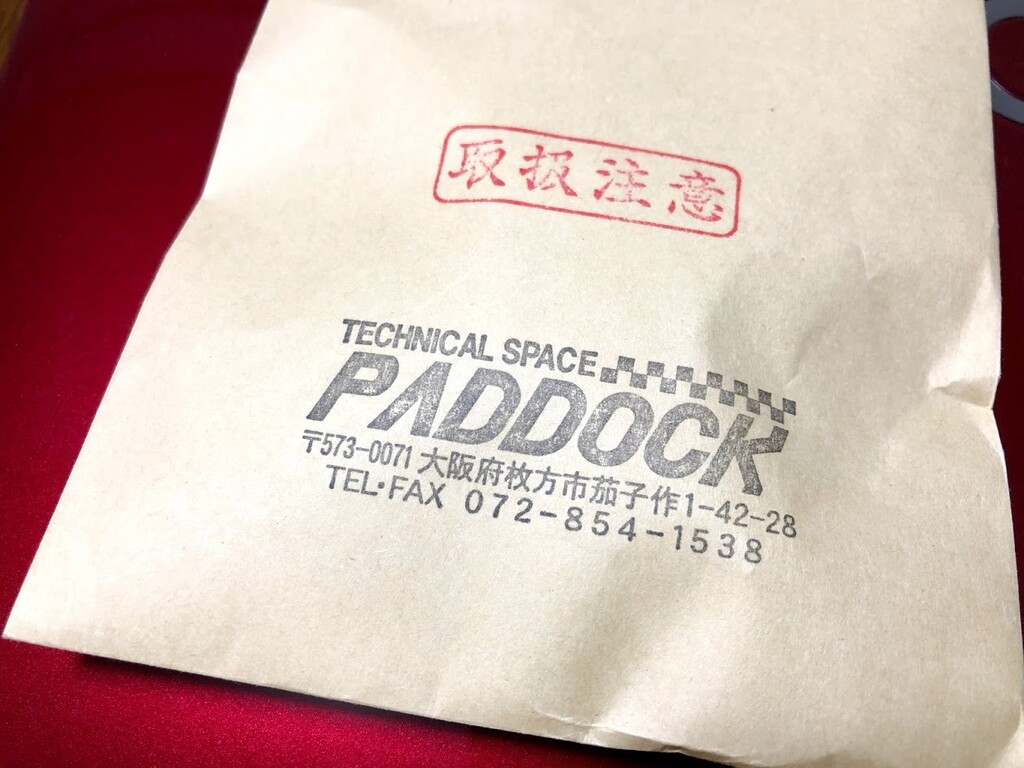 取扱注意
TECHNICAL SPACE
PADDOCK
〒573-0071 大阪府枚方市茄子作1-42-28
TEL・FAX 072-854-1538